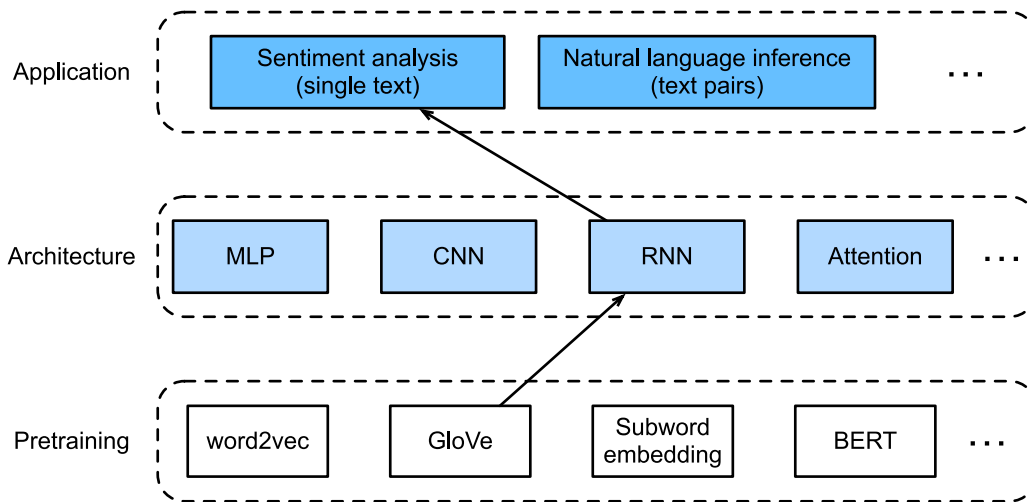 Application
Sentiment analysis
(single text)
Natural language inference
(text pairs)
...
Architecture
MLP
CNN
RNN
Attention
...
Pretraining
word2vec
GloVe
Subword
embedding
BERT
...